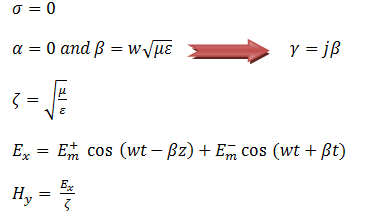 σ = 0
α = 0 and β = w√με γ = jβ
ζ = √(μ/ε)
Eₓ = Eₘ⁺ cos (wt − βz) + Eₘ⁻ cos (wt + βt)
Hᵧ = Eₓ/ζ